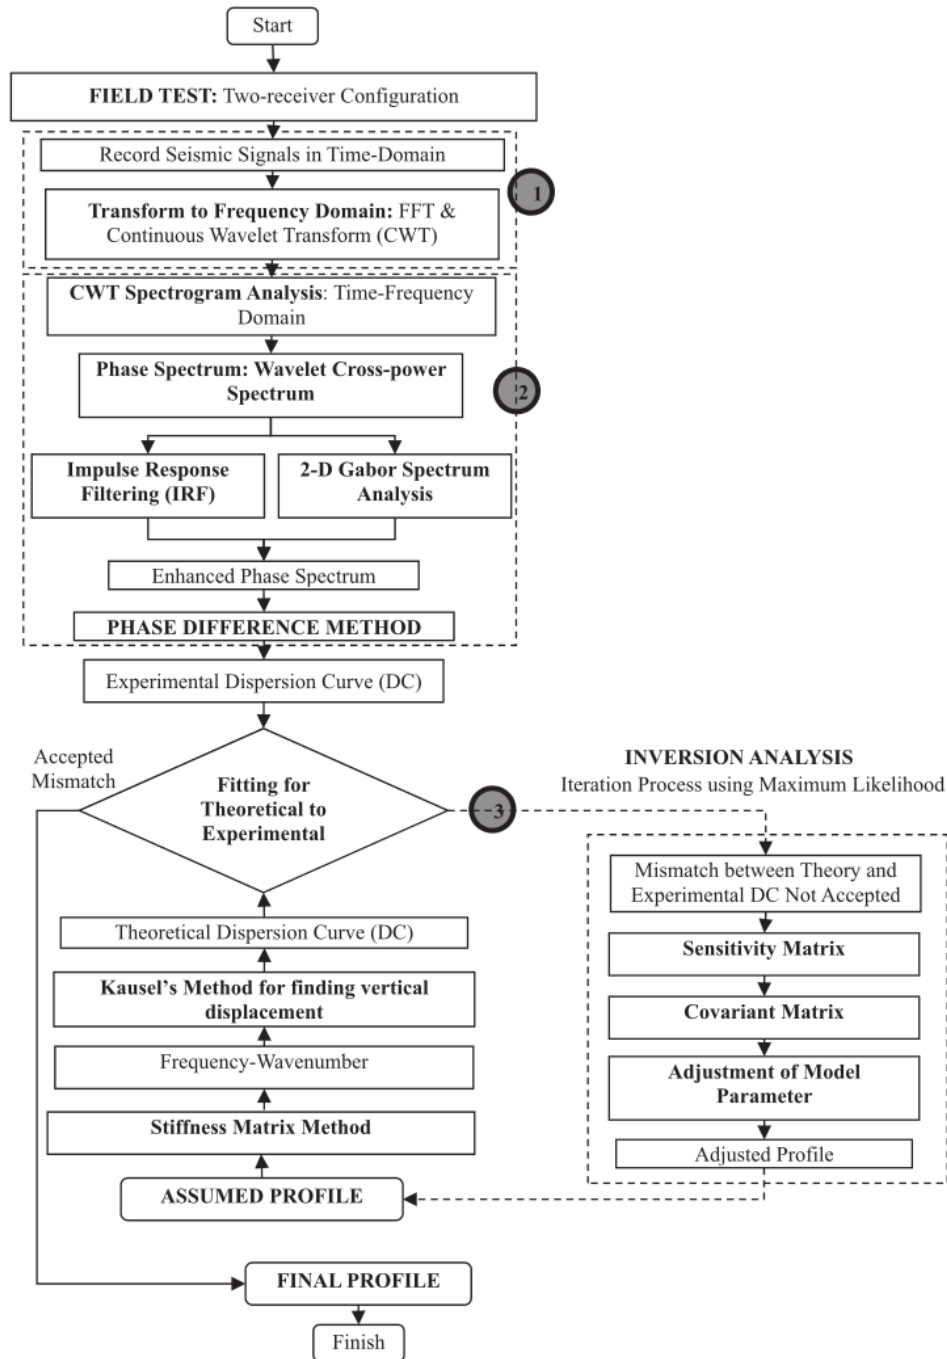 Start
FIELD TEST: Two-receiver Configuration
Record Seismic Signals in Time-Domain
1
Transform to Frequency Domain: FFT &
Continuous Wavelet Transform (CWT)
CWT Spectrogram Analysis: Time-Frequency
Domain
Phase Spectrum: Wavelet Cross-power
Spectrum
2
Impulse Response
Filtering (IRF)
2-D Gabor Spectrum
Analysis
Enhanced Phase Spectrum
PHASE DIFFERENCE METHOD
Experimental Dispersion Curve (DC)
Accepted
Mismatch
Fitting for
Theoretical to
Experimental
3
INVERSION ANALYSIS
Iteration Process using Maximum Likelihood
Mismatch between Theory and
Experimental DC Not Accepted
Sensitivity Matrix
Covariant Matrix
Adjustment of Model
Parameter
Adjusted Profile
Theoretical Dispersion Curve (DC)
Kausel's Method for finding vertical
displacement
Frequency-Wavenumber
Stiffness Matrix Method
ASSUMED PROFILE
FINAL PROFILE
Finish